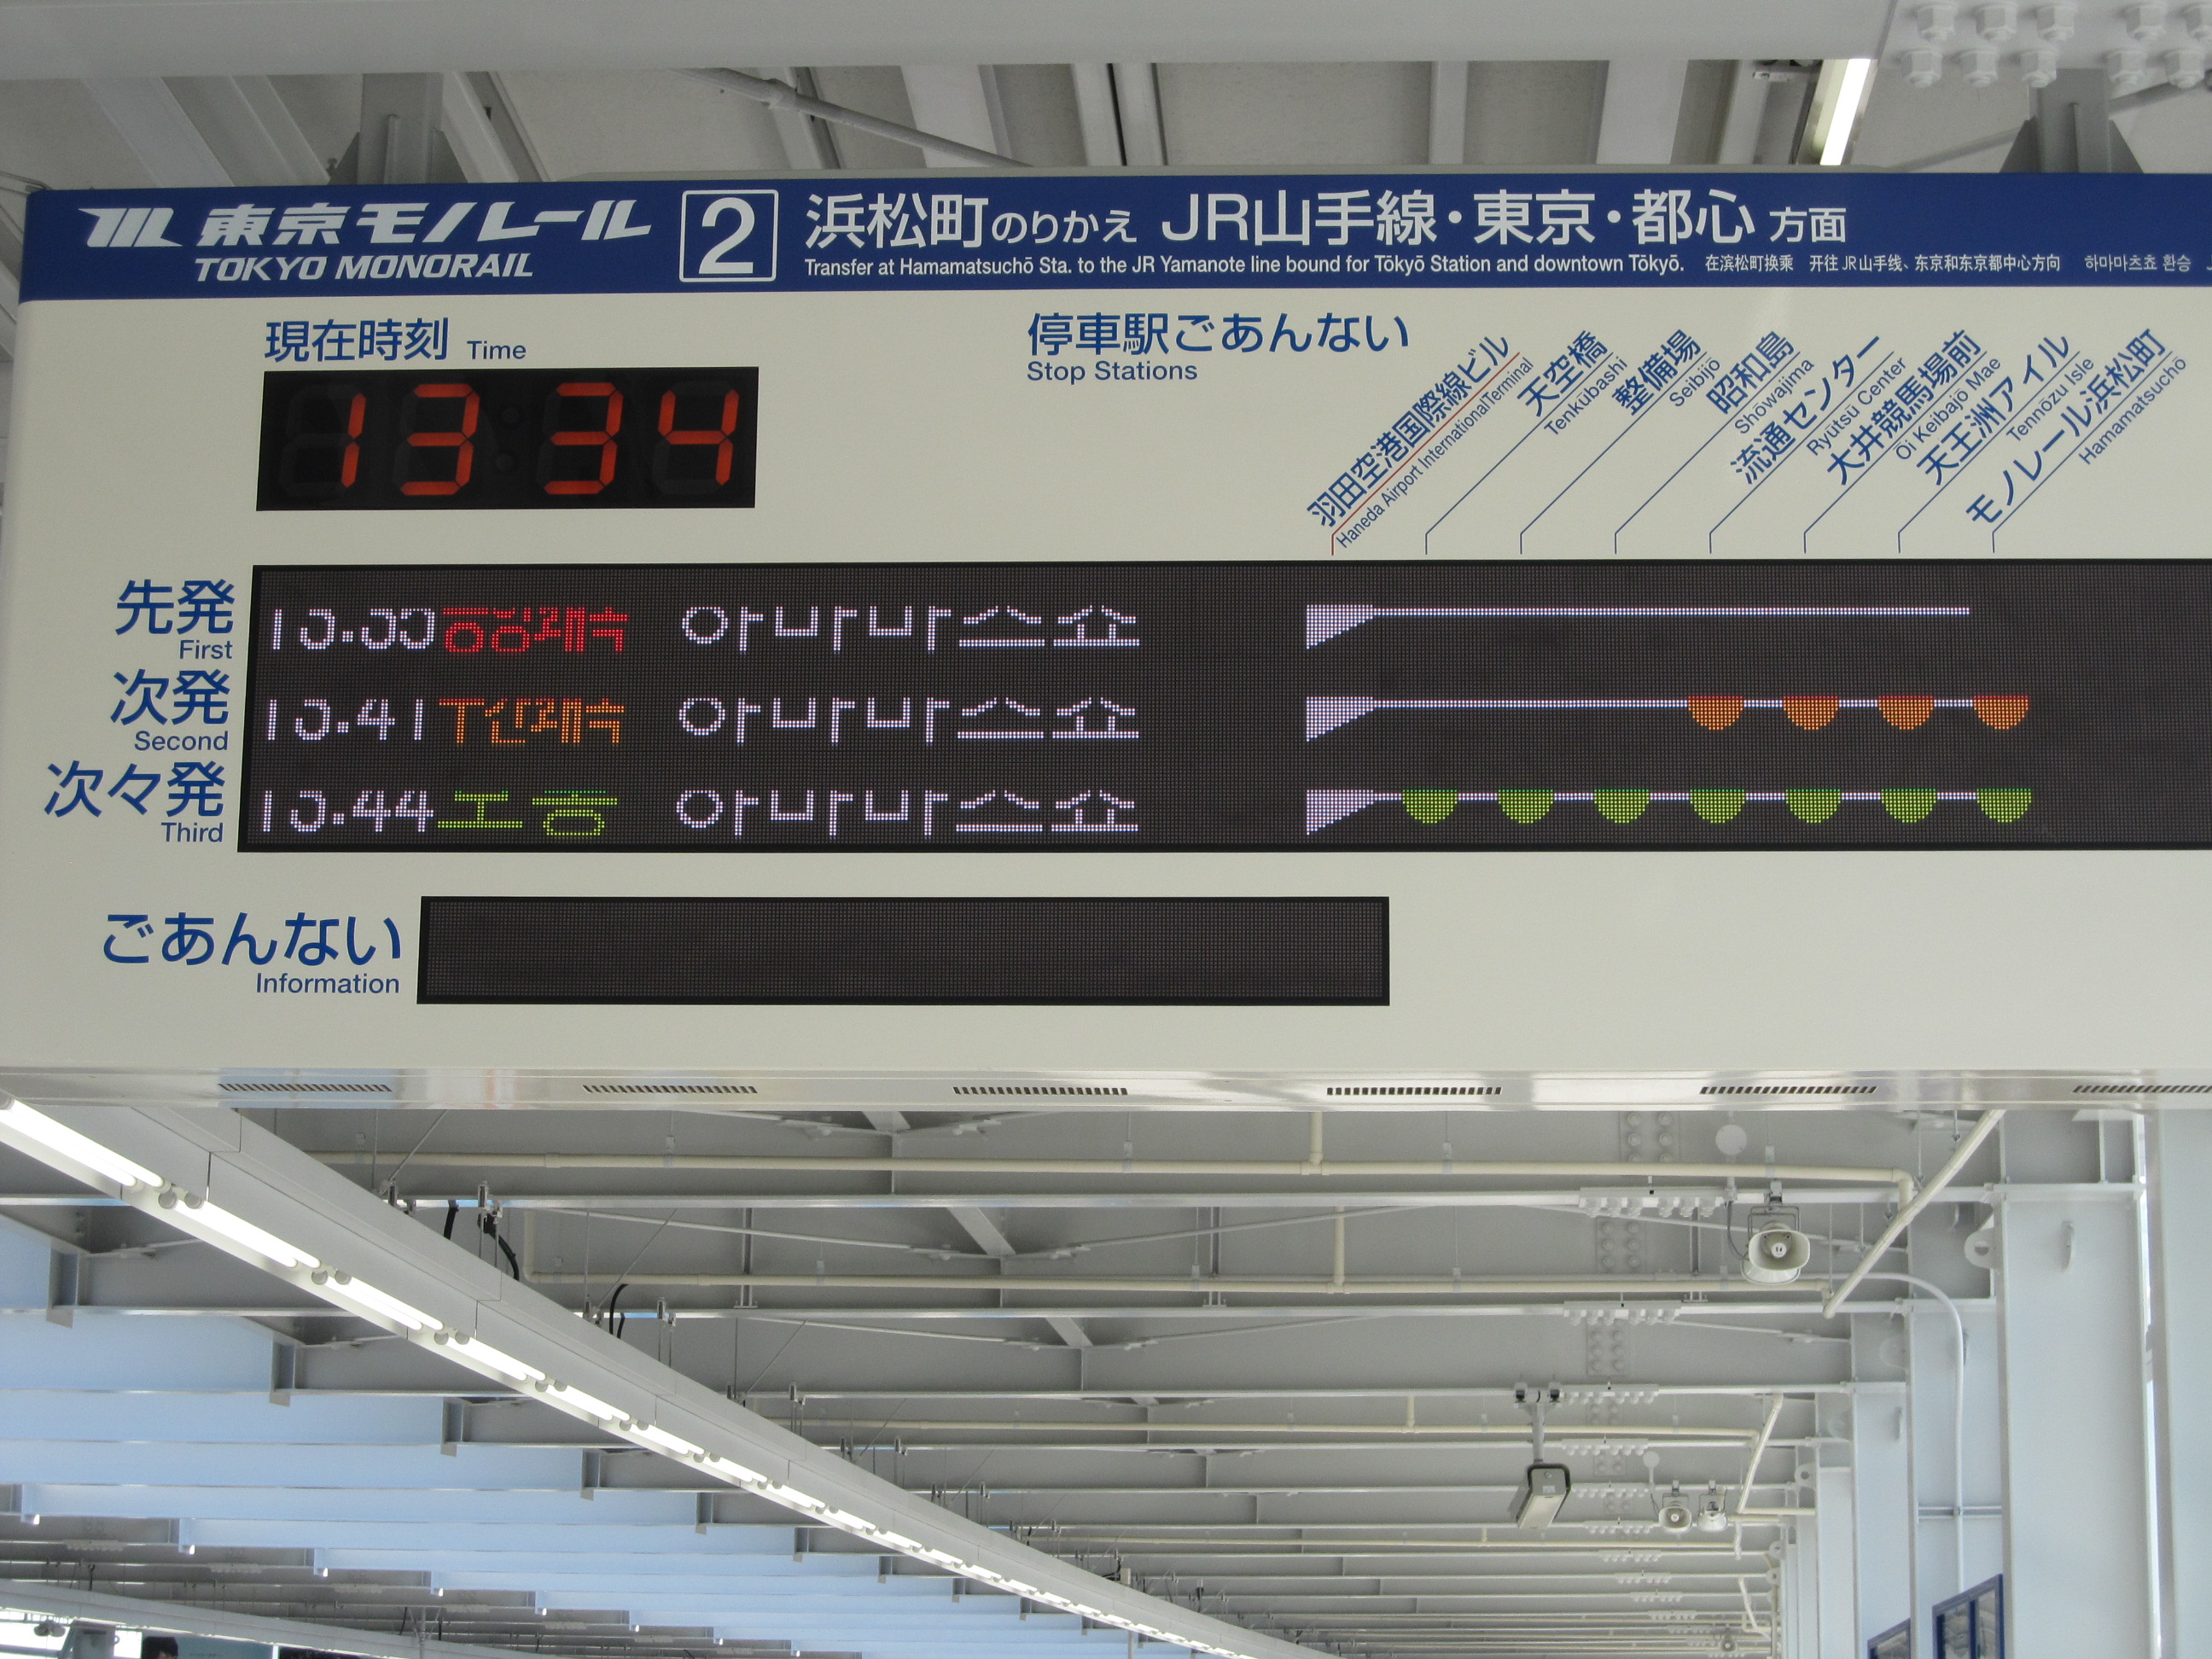 東京モノレール
TOKYO MONORAIL
2
浜松町のりかえ JR山手線・東京・都心 方面
Transfer at Hamamatsuchō Sta. to the JR Yamanote line bound for Tōkyō Station and downtown Tōkyō. 在滨松町换乘 开往JR山手线、东京和东京都中心方向 하마마츠쵸 환승
現在時刻 Time
13 34
停車駅ごあんない
Stop Stations
羽田空港国際線ビル
Haneda Airport International Terminal
天空橋
Tenkūbashi
整備場
Seibijō
昭和島
Shōwajima
流通センター
Ryūtsū Center
大井競馬場前
Ōi Keibajō Mae
天王洲アイル
Tennōzu Isle
モノレール浜松町
Hamamatsuchō
先発
First
次発
Second
次々発
Third
ごあんない
Information